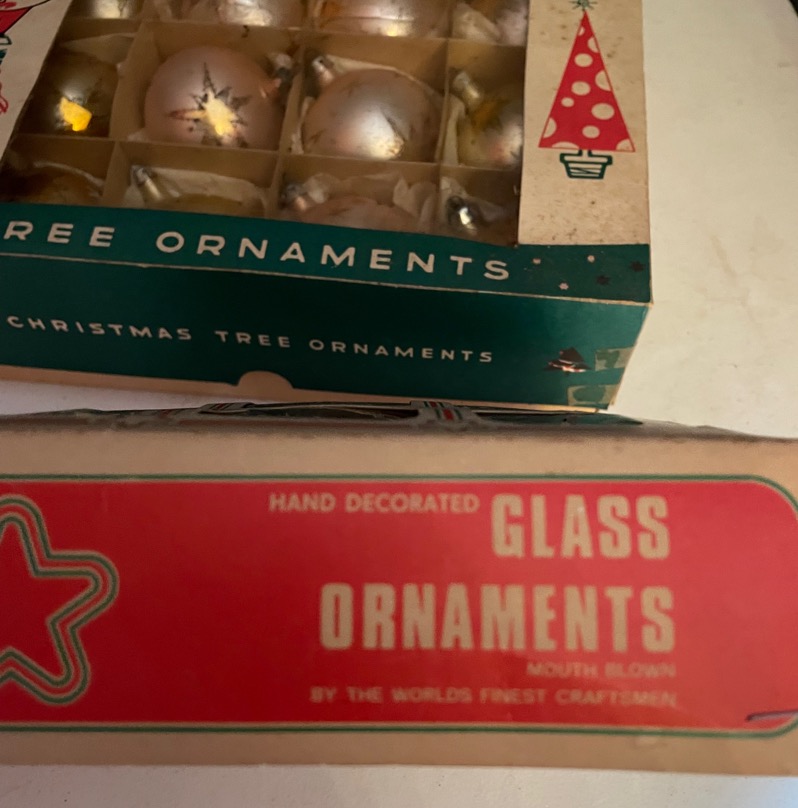 REE ORNAMENTS
CHRISTMAS TREE ORNAMENTS
HAND DECORATED GLASS
ORNAMENTS
MOUTH BLOWN
BY THE WORLDS FINEST CRAFTSMEN